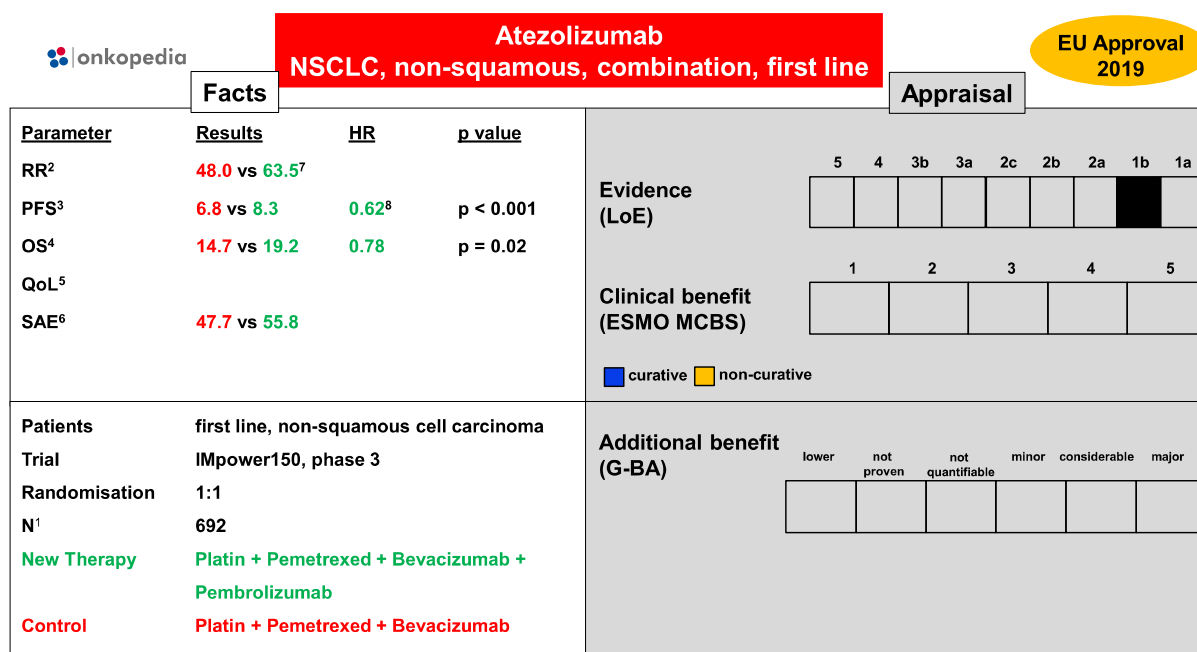 onkopedia
Atezolizumab
NSCLC, non-squamous, combination, first line
EU Approval
2019
Facts
Parameter Results HR p value
RR² 48.0 vs 63.5⁷
PFS³ 6.8 vs 8.3 0.62⁸ p < 0.001
OS⁴ 14.7 vs 19.2 0.78 p = 0.02
QoL⁵
SAE⁶ 47.7 vs 55.8
Patients first line, non-squamous cell carcinoma
Trial IMpower150, phase 3
Randomisation 1:1
N¹ 692
New Therapy Platin + Pemetrexed + Bevacizumab +
Pembrolizumab
Control Platin + Pemetrexed + Bevacizumab
Appraisal
5 4 3b 3a 2c 2b 2a 1b 1a
Evidence
(LoE)
1 2 3 4 5
Clinical benefit
(ESMO MCBS)
curative non-curative
Additional benefit
(G-BA)
lower not proven not quantifiable minor considerable major